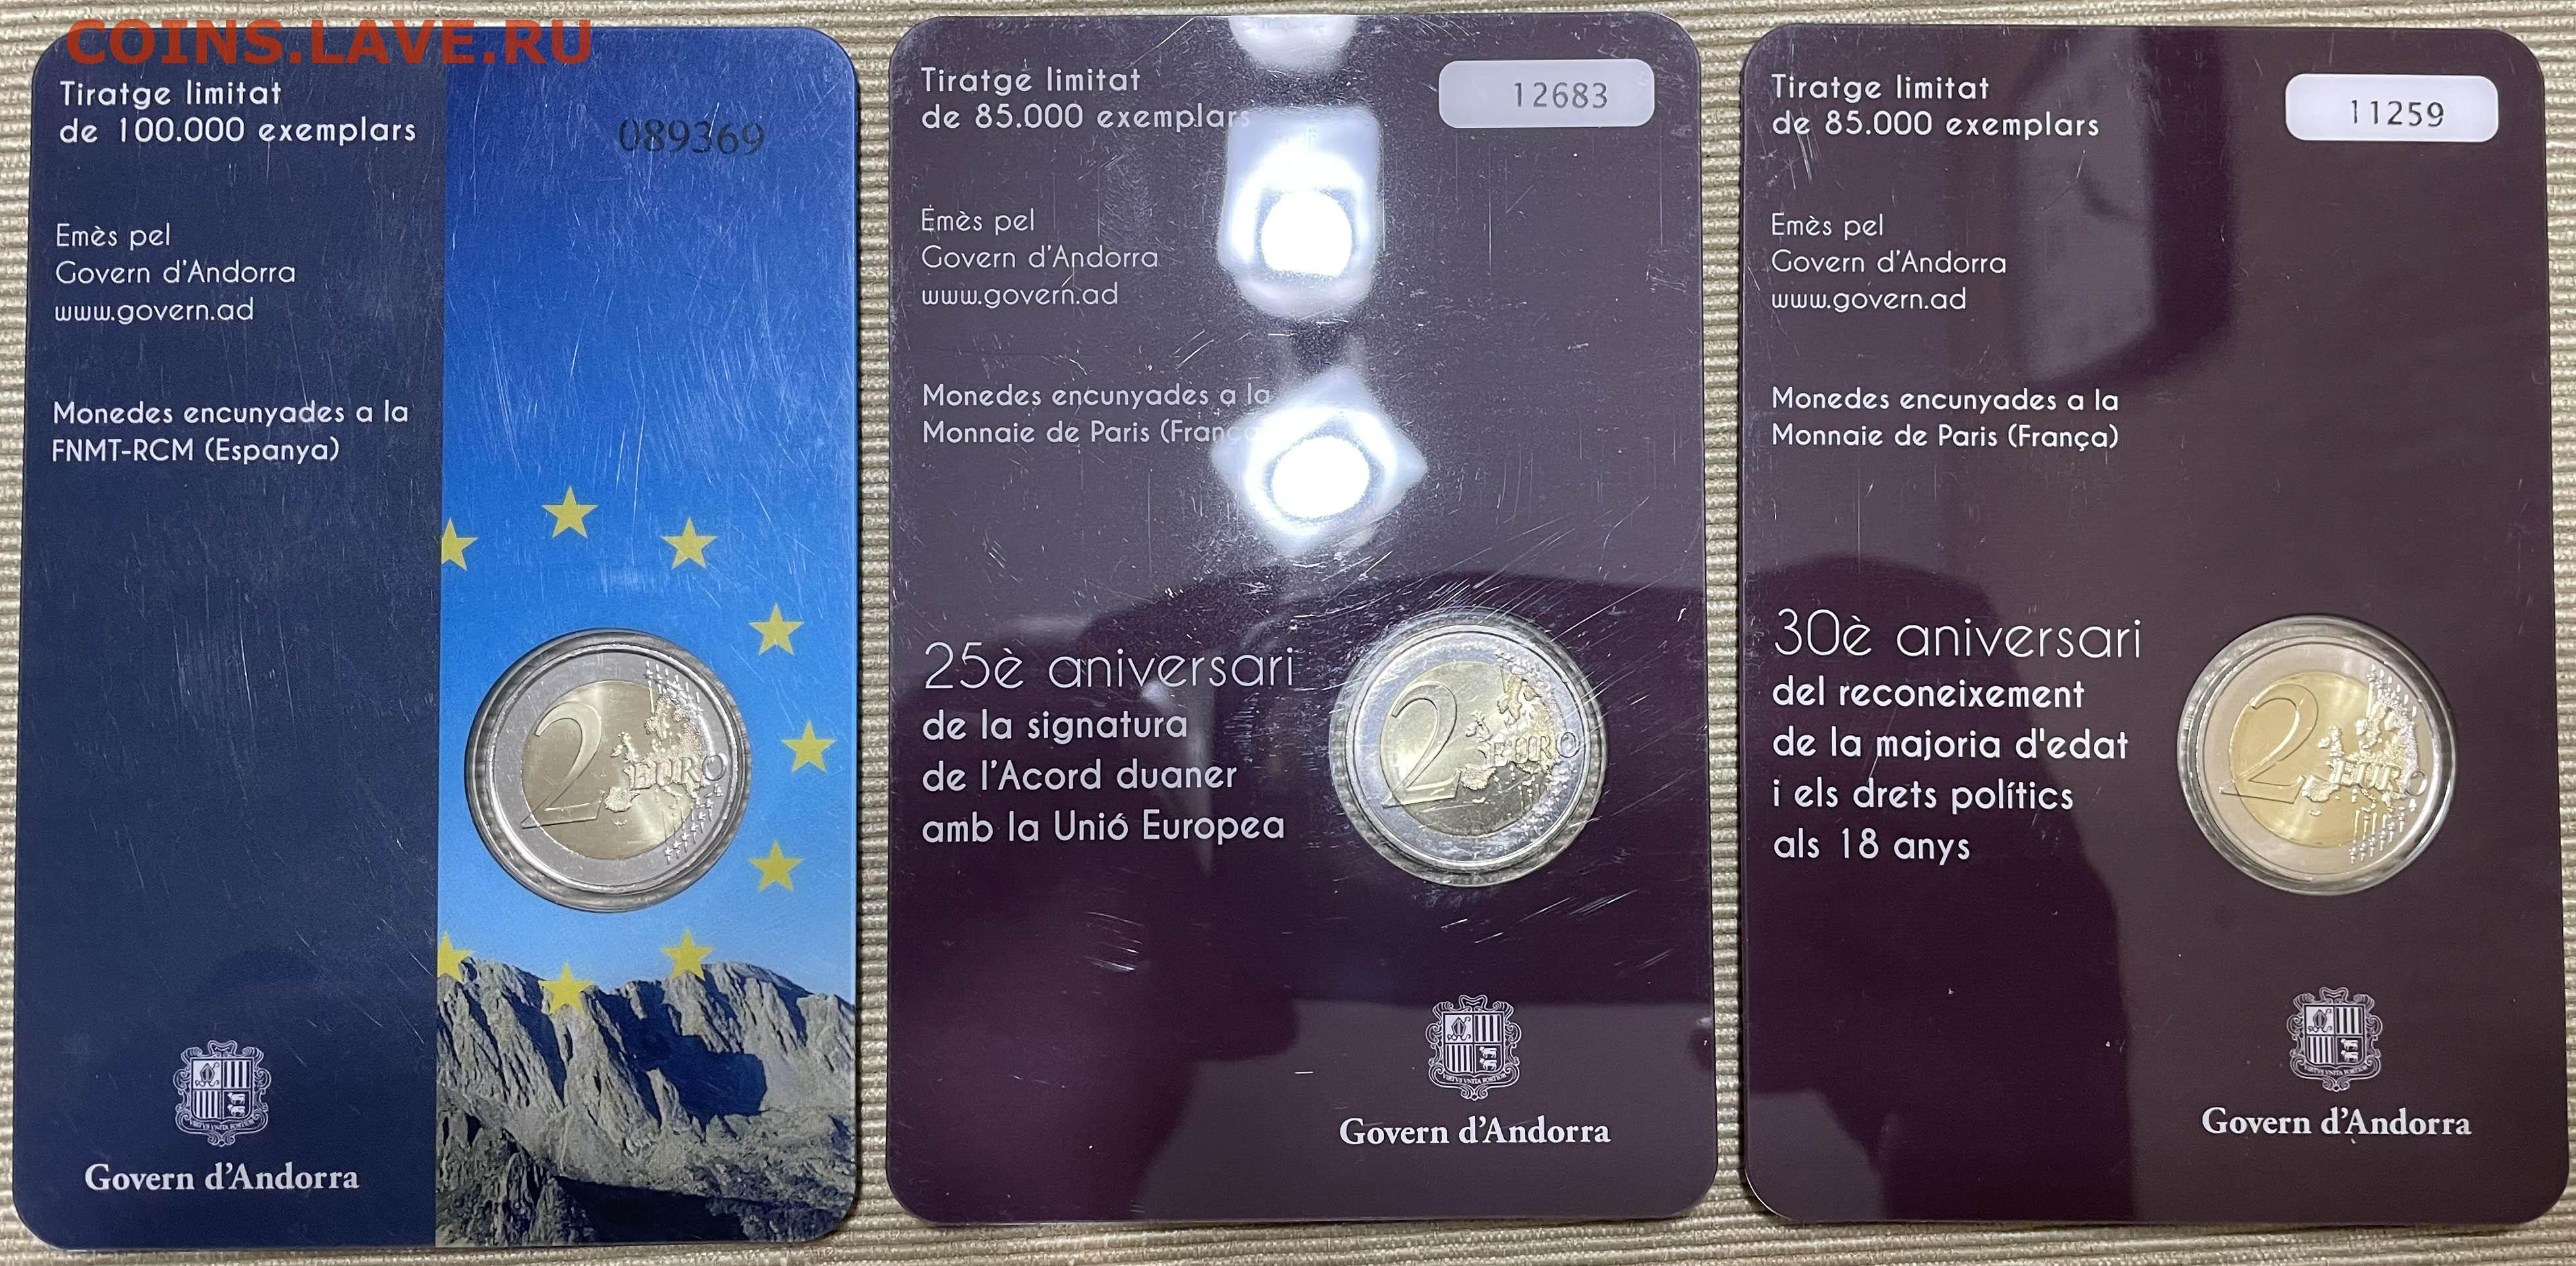 COINS.LAVE.RU
Tiratge limitat
de 100.000 exemplars
089369
Emès pel
Govern d'Andorra
www.govern.ad
Monedes encunyades a la
FNMT-RCM (Espanya)
2 EURO
Govern d'Andorra
Tiratge limitat
de 85.000 exemplars
12683
Emès pel
Govern d'Andorra
www.govern.ad
Monedes encunyades a la
Monnaie de Paris (França
25è aniversari
de la signatura
de l'Acord duaner
amb la Unió Europea
2 EURO
Govern d'Andorra
Tiratge limitat
de 85.000 exemplars
11259
Emès pel
Govern d'Andorra
www.govern.ad
Monedes encunyades a la
Monnaie de Paris (França)
30è aniversari
del reconeixement
de la majoria d'edat
i els drets polítics
als 18 anys
2 EURO
Govern d'Andorra